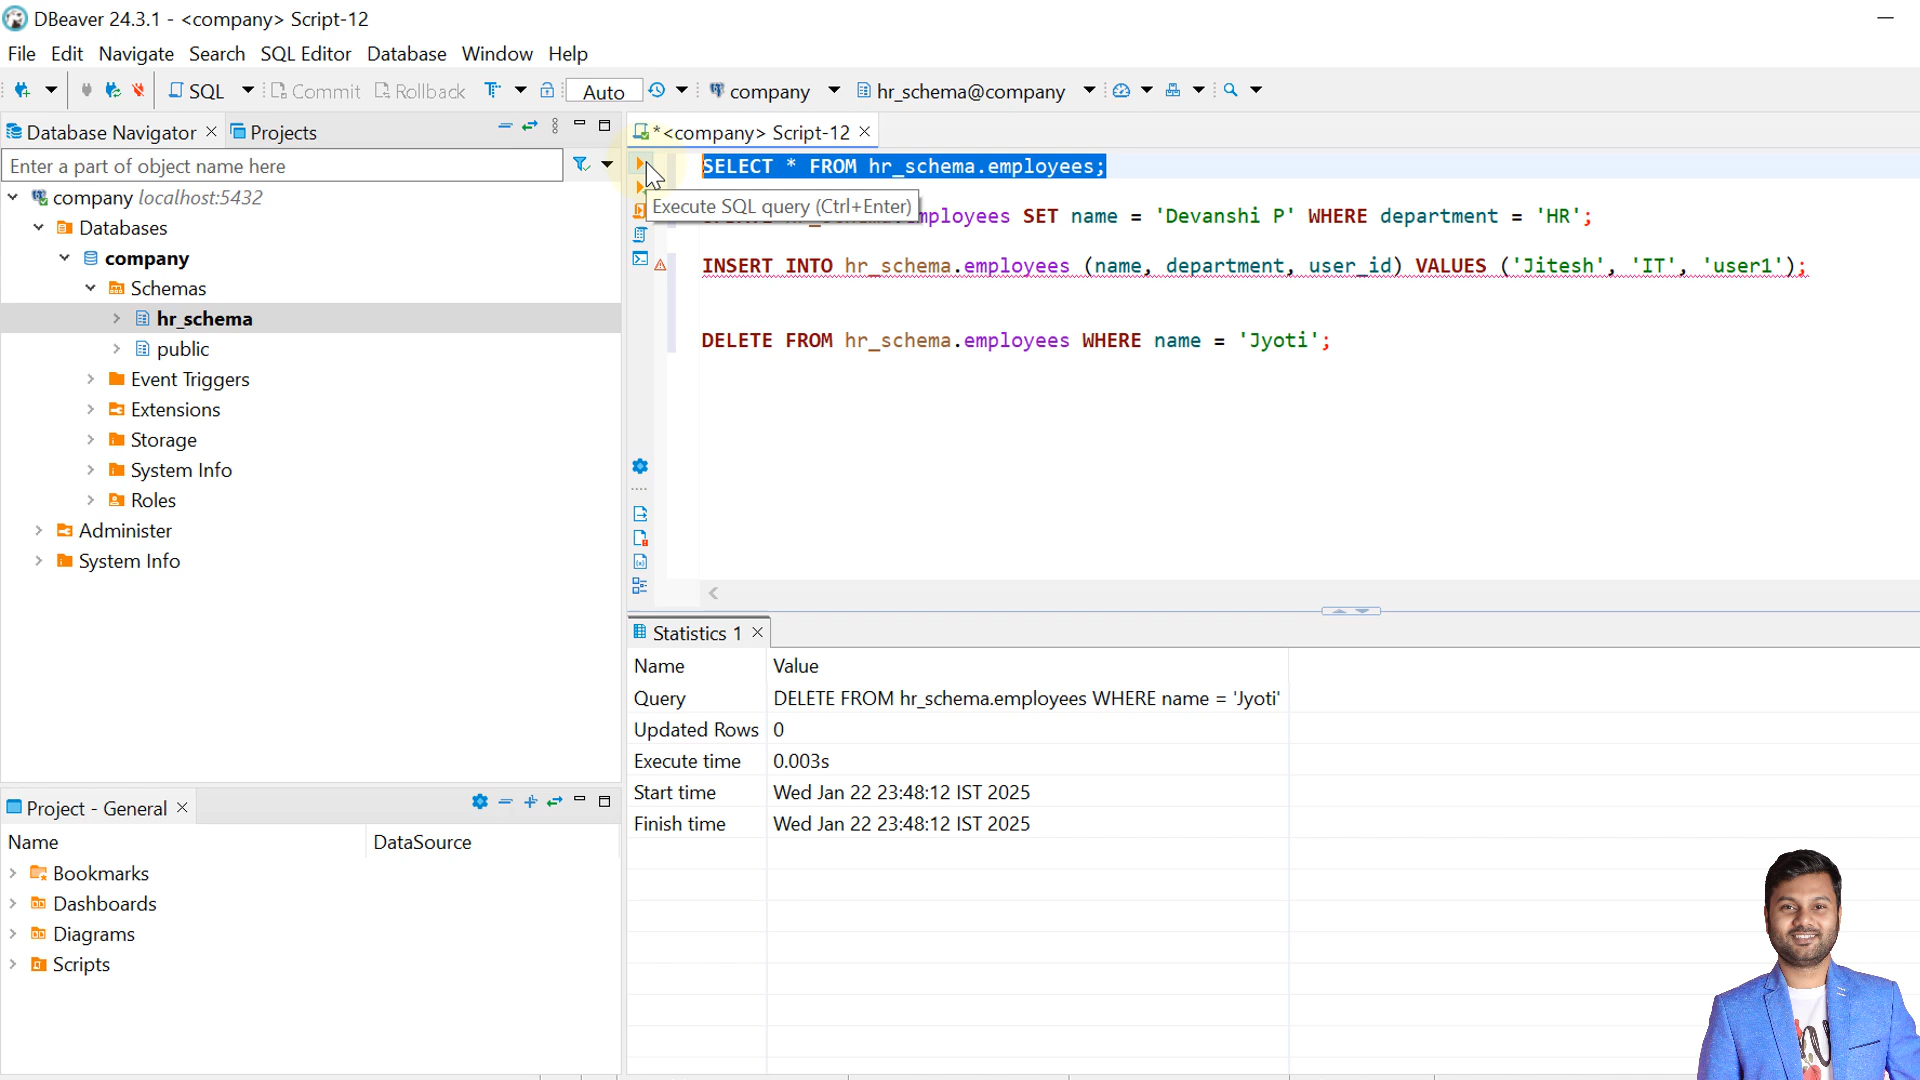 DBeaver 24.3.1 - <company> Script-12
File Edit Navigate Search SQL Editor Database Window Help
SQL Commit Rollback Auto company hr_schema@company
Database Navigator Projects
*<company> Script-12
Enter a part of object name here
SELECT * FROM hr_schema.employees;
Execute SQL query (Ctrl+Enter)
employees SET name = 'Devanshi P' WHERE department = 'HR';
INSERT INTO hr_schema.employees (name, department, user_id) VALUES ('Jitesh', 'IT', 'user1');
DELETE FROM hr_schema.employees WHERE name = 'Jyoti';
company localhost:5432
Databases
company
Schemas
hr_schema
public
Event Triggers
Extensions
Storage
System Info
Roles
Administer
System Info
Statistics 1
Name Value
Query DELETE FROM hr_schema.employees WHERE name = 'Jyoti'
Updated Rows 0
Execute time 0.003s
Start time Wed Jan 22 23:48:12 IST 2025
Finish time Wed Jan 22 23:48:12 IST 2025
Project - General
Name DataSource
Bookmarks
Dashboards
Diagrams
Scripts